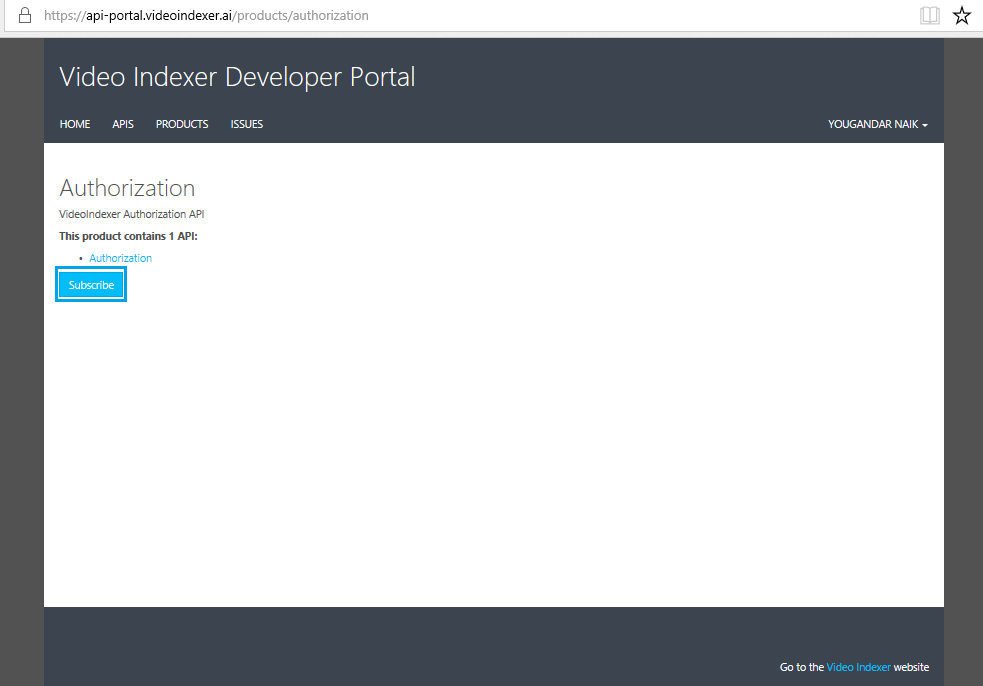 https://api-portal.videoindexer.ai/products/authorization
Video Indexer Developer Portal
HOME APIS PRODUCTS ISSUES YOUGANDAR NAIK
Authorization
VideoIndexer Authorization API
This product contains 1 API:
• Authorization
Subscribe
Go to the Video Indexer website